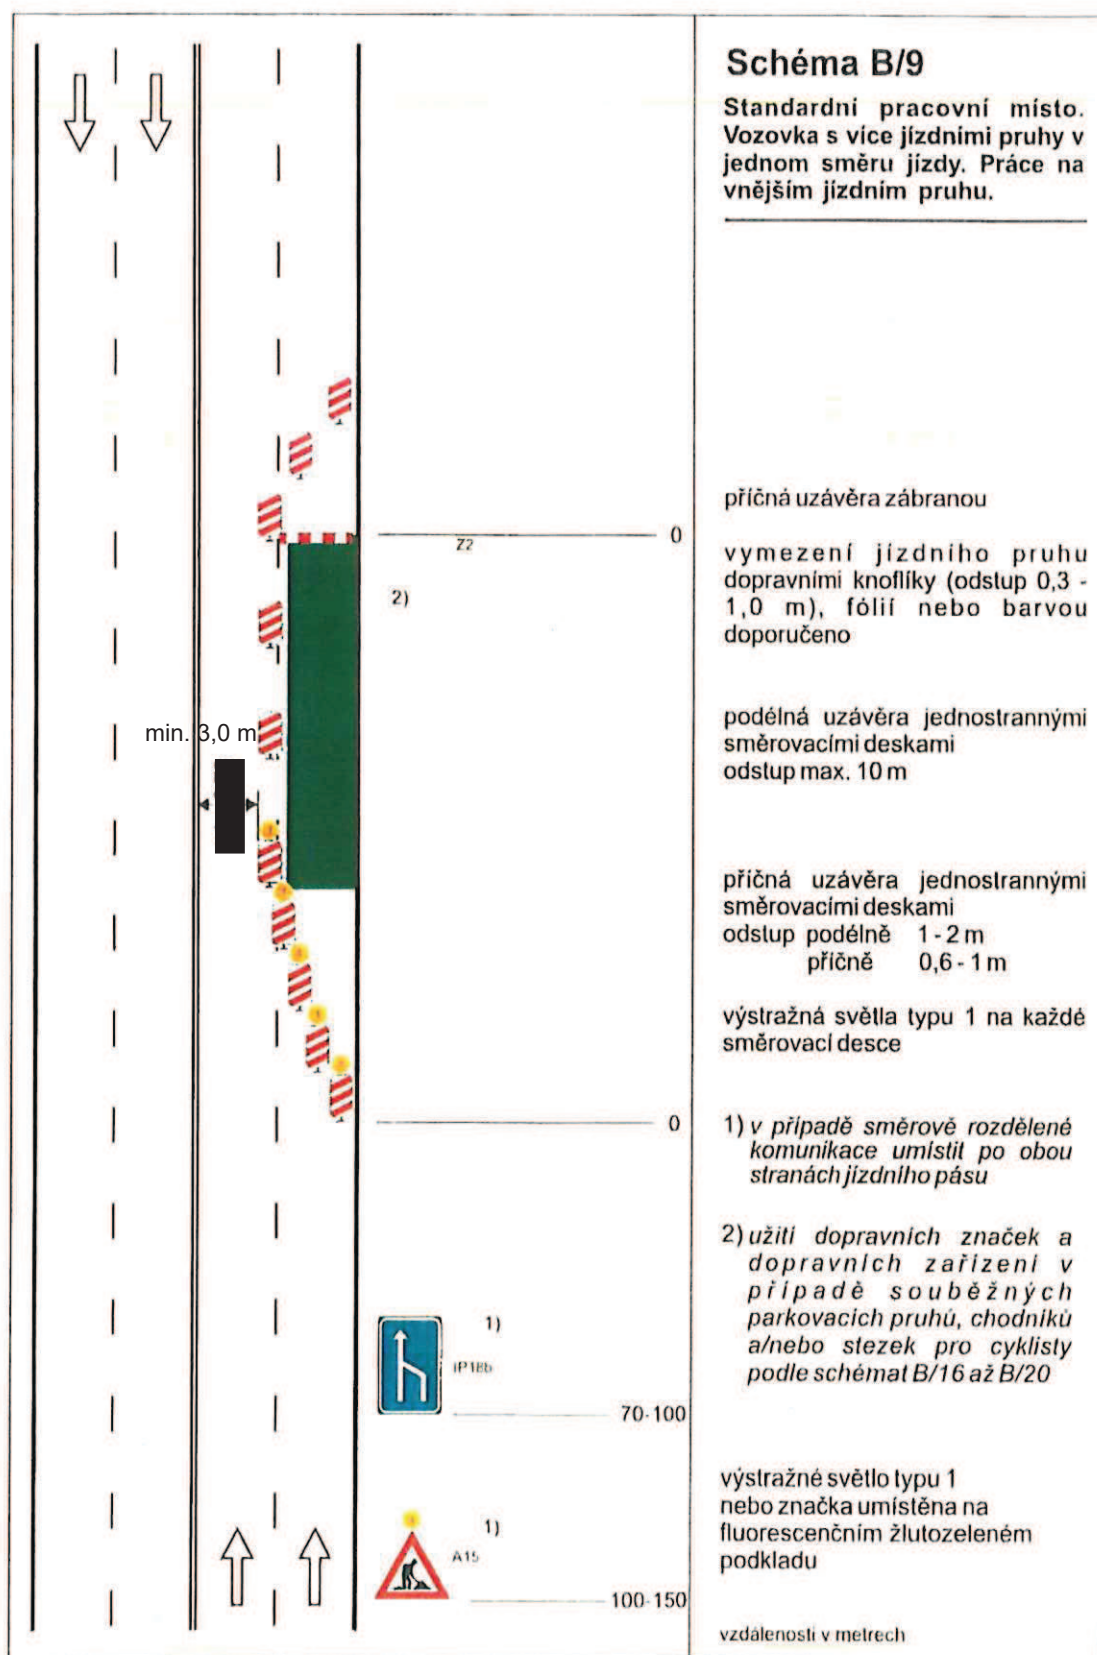 Schéma B/9
Standardní pracovní místo.
Vozovka s více jízdními pruhy v
jednom směru jízdy. Práce na
vnějším jízdním pruhu.
příčná uzávěra zábranou
0
Z2
vymezení jízdního pruhu
dopravními knoflíky (odstup 0,3 -
1,0 m), fólií nebo barvou
doporučeno
2)
podélná uzávěra jednostrannými
směrovacími deskami
odstup max. 10 m
min. 3,0 m
příčná uzávěra jednostrannými
směrovacími deskami
odstup podélně 1 - 2 m
příčně 0,6 - 1 m
výstražná světla typu 1 na každé
směrovací desce
0
1) v případě směrově rozdělené
komunikace umístit po obou
stranách jízdního pásu
2) užití dopravních značek a
dopravních zařízení v
případě souběžných
parkovacích pruhů, chodníků
a/nebo stezek pro cyklisty
podle schémat B/16 až B/20
1)
IP18b
70-100
výstražné světlo typu 1
nebo značka umístěna na
fluorescenčním žlutozeleném
podkladu
1)
A15
100-150
vzdálenosti v metrech